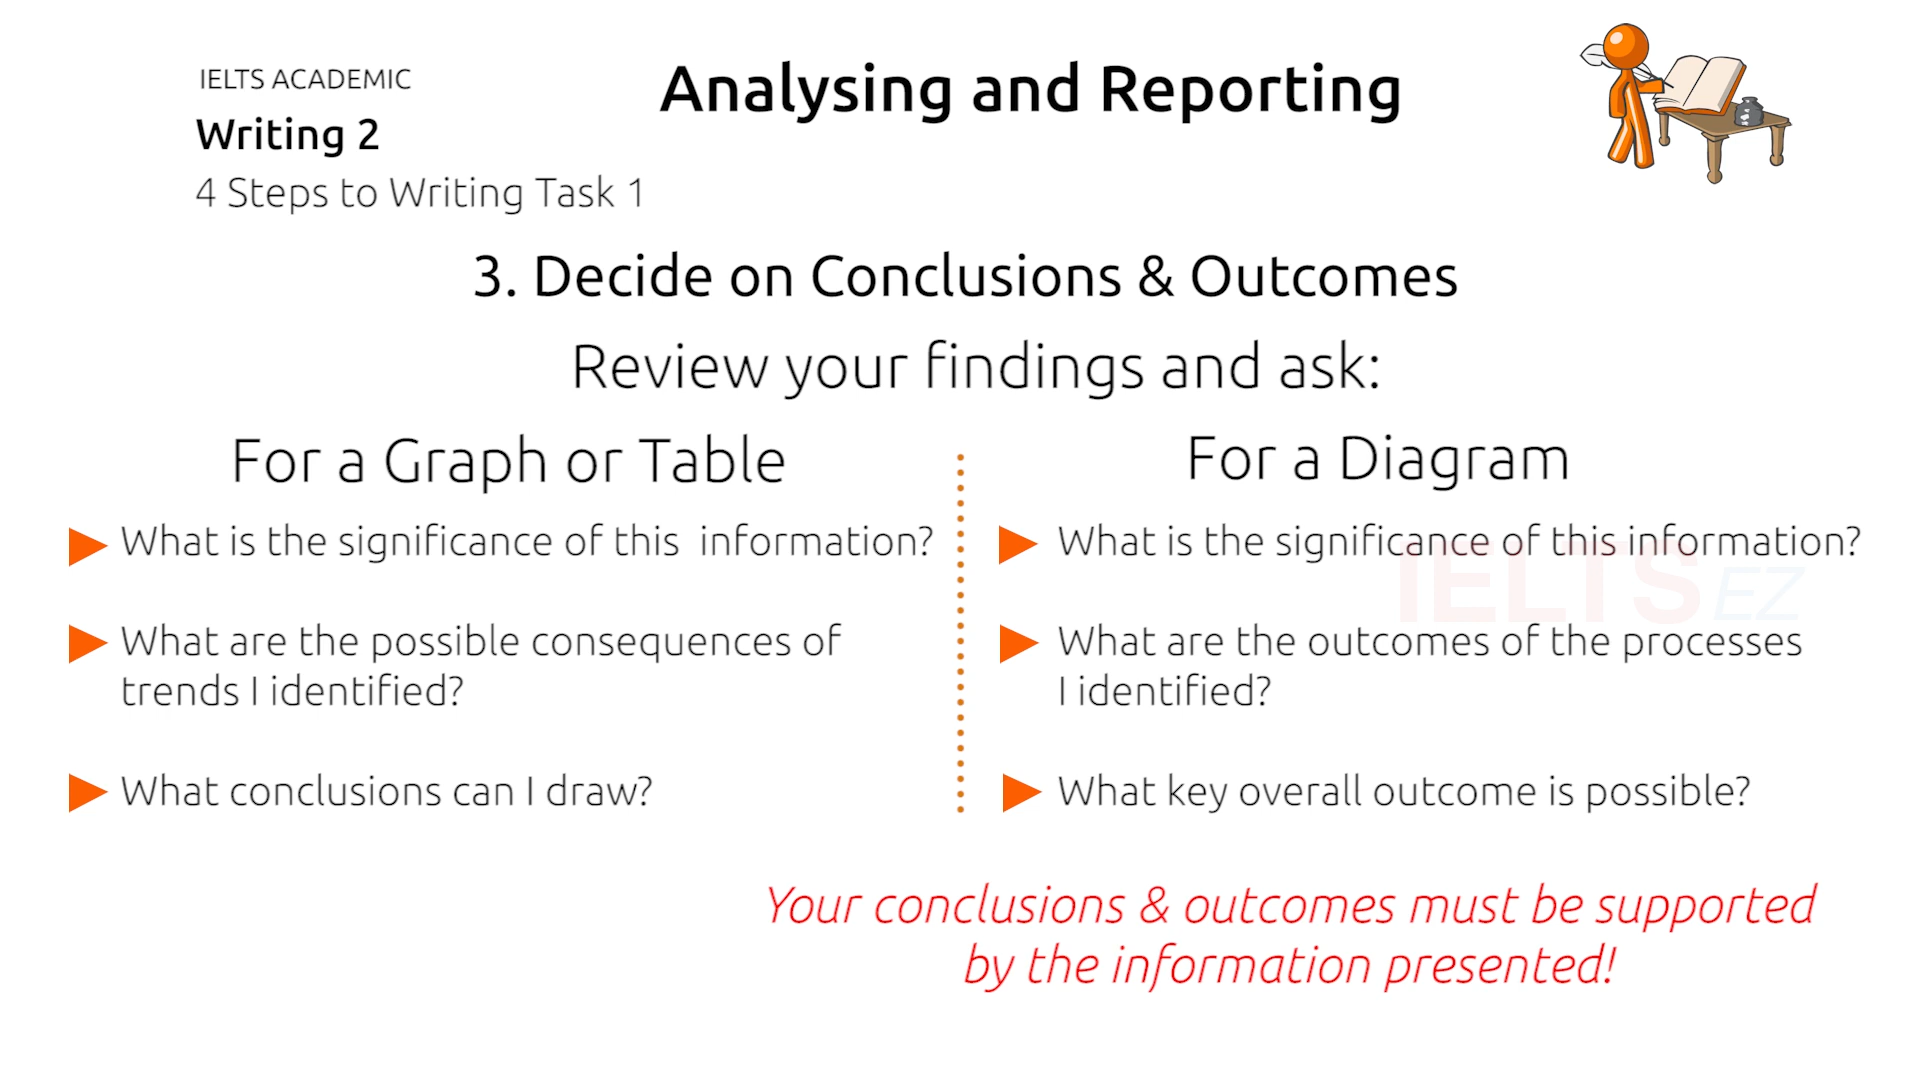 IELTS ACADEMIC
Writing 2
4 Steps to Writing Task 1
Analysing and Reporting
3. Decide on Conclusions & Outcomes
Review your findings and ask:
For a Graph or Table
What is the significance of this information?
What are the possible consequences of
trends I identified?
What conclusions can I draw?
For a Diagram
What is the significance of this information?
What are the outcomes of the processes
I identified?
What key overall outcome is possible?
IELTS EZ
Your conclusions & outcomes must be supported
by the information presented!